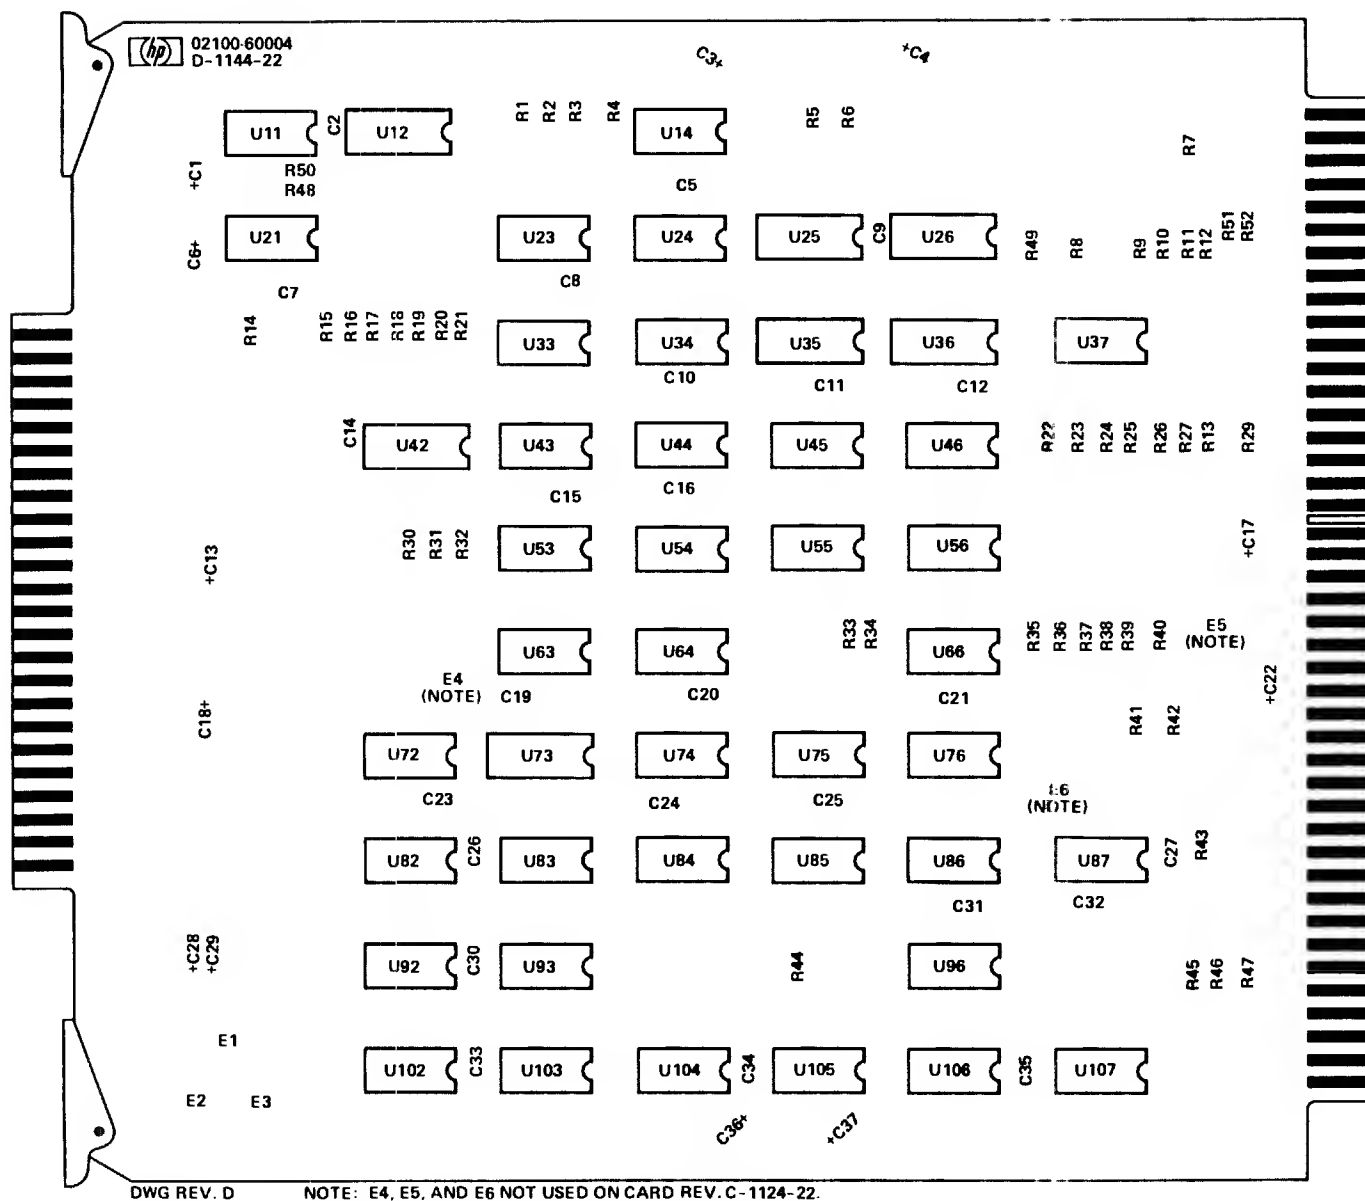 hp 02100-60004
D-1144-22
C3+ +C4
R1 R2 R3 R4 R5 R6
U11 C2 U12 U14
R7
+C1 R50
R48
C5
U21 U23 U24 U25 C9 U26 R49 R8 R9 R10 R11 R12 R51 R52
C6+
C7 C8
R14 R15 R16 R17 R18 R19 R20 R21 U33 U34 U35 U36 U37
C10 C11 C12
C14 U42 U43 U44 U45 U46 R22 R23 R24 R25 R26 R27 R13 R29
C15 C16
+C13 R30 R31 R32 U53 U54 U55 U56 +C17
U63 U64 R33 R34 U66 R35 R36 R37 R38 R39 R40 E5
(NOTE)
E4
(NOTE) C19 C20 C21 +C22
C18+ R41 R42
U72 U73 U74 U75 U76
C23 C24 C25 E6
(NOTE)
U82 C26 U83 U84 U85 U86 U87 C27 R43
C31 C32
+C28 +C29 U92 C30 U93 R44 U96 R45 R46 R47
E1
U102 C33 U103 U104 C34 U105 U106 C35 U107
E2 E3
C36+ +C37
DWG REV. D NOTE: E4, E5, AND E6 NOT USED ON CARD REV. C-1124-22.